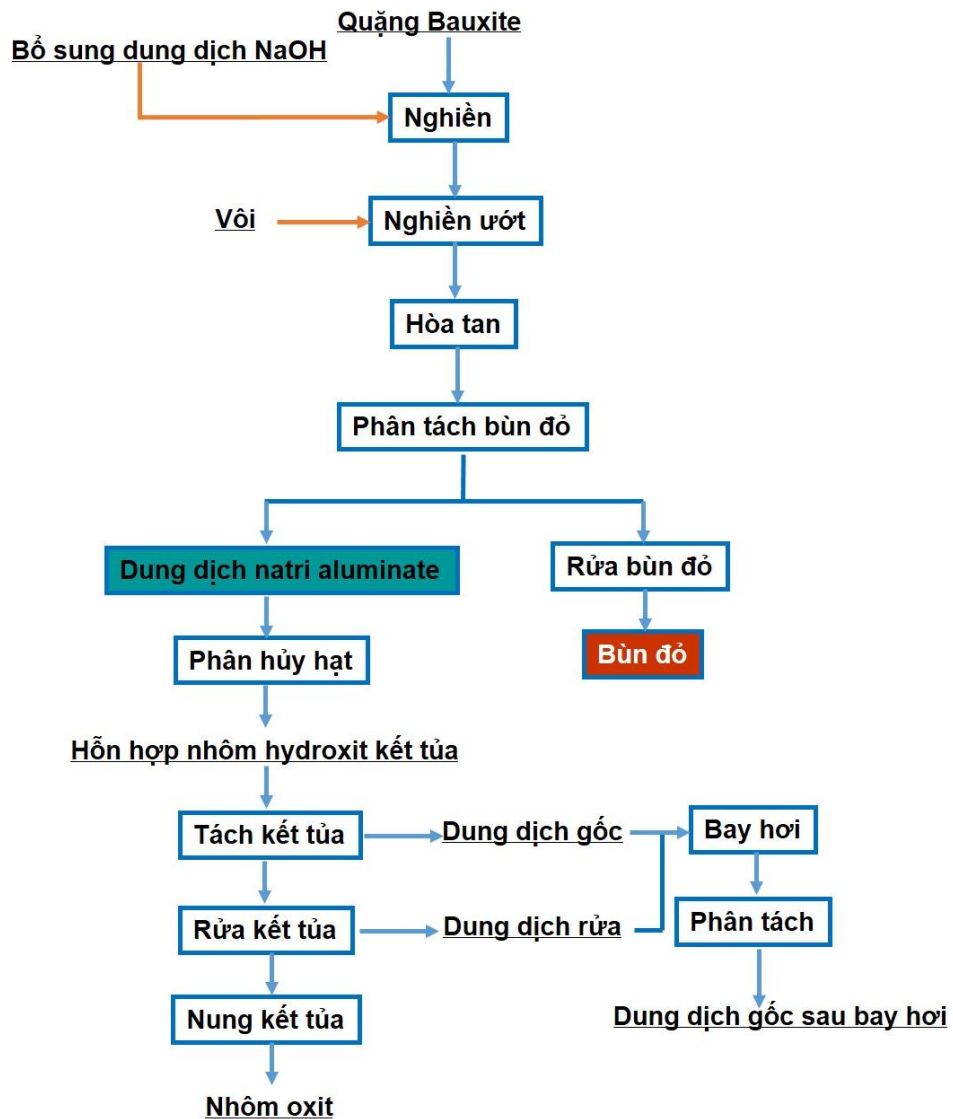 Quặng Bauxite
Bổ sung dung dịch NaOH
Nghiền
Vôi
Nghiền ướt
Hòa tan
Phân tách bùn đỏ
Dung dịch natri aluminate
Rửa bùn đỏ
Phân hủy hạt
Bùn đỏ
Hỗn hợp nhôm hydroxit kết tủa
Tách kết tủa
Dung dịch gốc
Bay hơi
Rửa kết tủa
Dung dịch rửa
Phân tách
Nung kết tủa
Dung dịch gốc sau bay hơi
Nhôm oxit